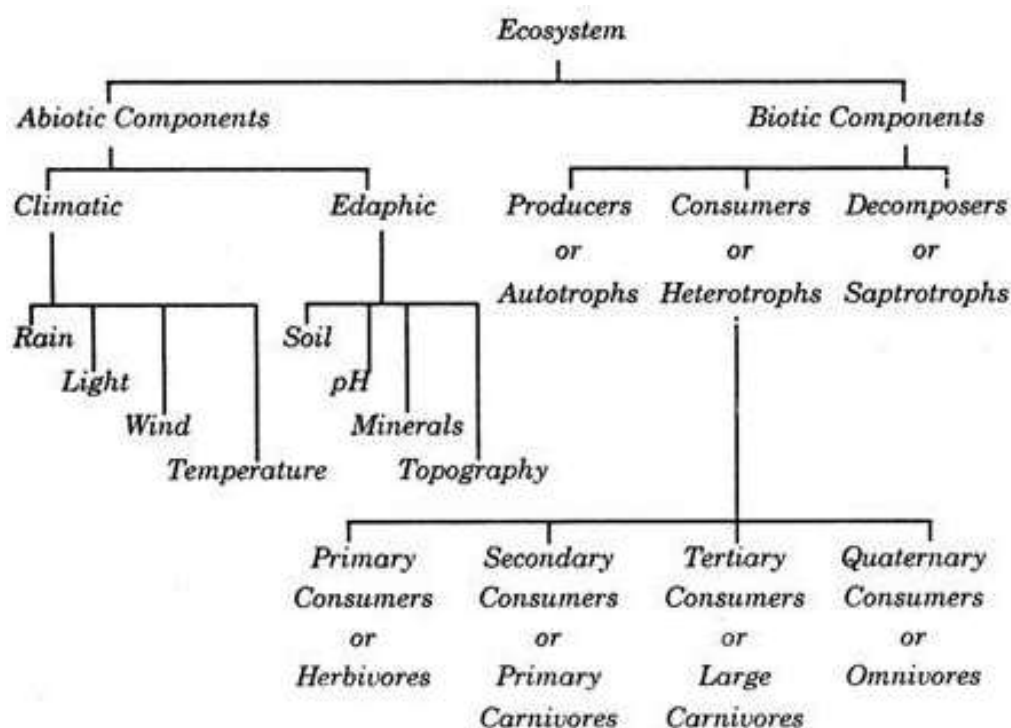 Ecosystem
Abiotic Components Biotic Components
Climatic Edaphic Producers Consumers Decomposers
or or or
Autotrophs Heterotrophs Saptrotrophs
Rain Soil
Light pH
Wind Minerals
Temperature Topography
Primary Secondary Tertiary Quaternary
Consumers Consumers Consumers Consumers
or or or or
Herbivores Primary Large Omnivores
Carnivores Carnivores